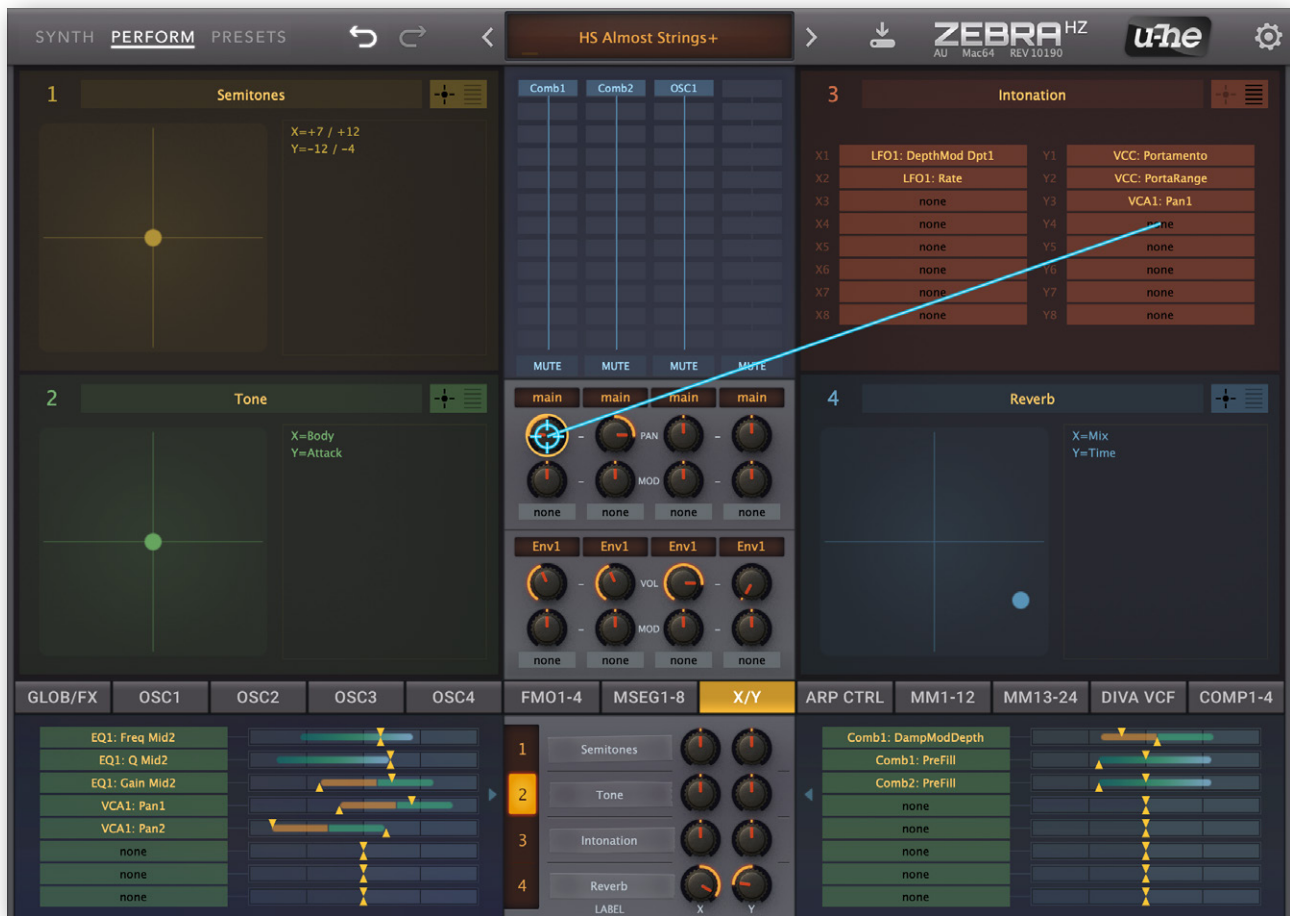 SYNTH PERFORM PRESETS HS Almost Strings+ ZEBRA HZ u-he
AU Mac64 REV 10190
1 Semitones
X=+7 / +12
Y=-12 / -4
2 Tone
X=Body
Y=Attack
Comb1 Comb2 OSC1
MUTE MUTE MUTE MUTE
main main main main
PAN
MOD
none none none none
Env1 Env1 Env1 Env1
VOL
MOD
none none none none
3 Intonation
X1 LFO1: DepthMod Dpt1 Y1 VCC: Portamento
X2 LFO1: Rate Y2 VCC: PortaRange
X3 none Y3 VCA1: Pan1
X4 none Y4 none
X5 none Y5 none
X6 none Y6 none
X7 none Y7 none
X8 none Y8 none
4 Reverb
X=Mix
Y=Time
GLOB/FX OSC1 OSC2 OSC3 OSC4 FMO1-4 MSEG1-8 X/Y ARP CTRL MM1-12 MM13-24 DIVA VCF COMP1-4
EQ1: Freq Mid2
EQ1: Q Mid2
EQ1: Gain Mid2
VCA1: Pan1
VCA1: Pan2
none
none
none
1 Semitones
2 Tone
3 Intonation
4 Reverb
LABEL X Y
Comb1: DampModDepth
Comb1: PreFill
Comb2: PreFill
none
none
none
none
none